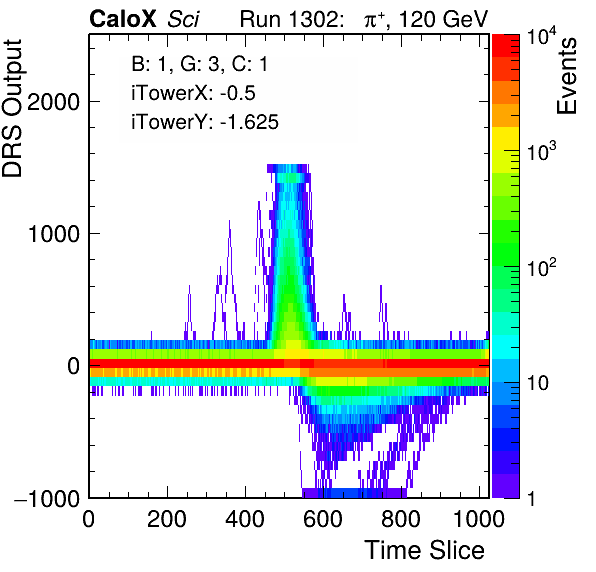 CaloX Sci Run 1302: π⁺, 120 GeV
B: 1, G: 3, C: 1
iTowerX: -0.5
iTowerY: -1.625
DRS Output
2000
1000
0
−1000
0 200 400 600 800 1000
Time Slice
Events
10⁴
10³
10²
10
1